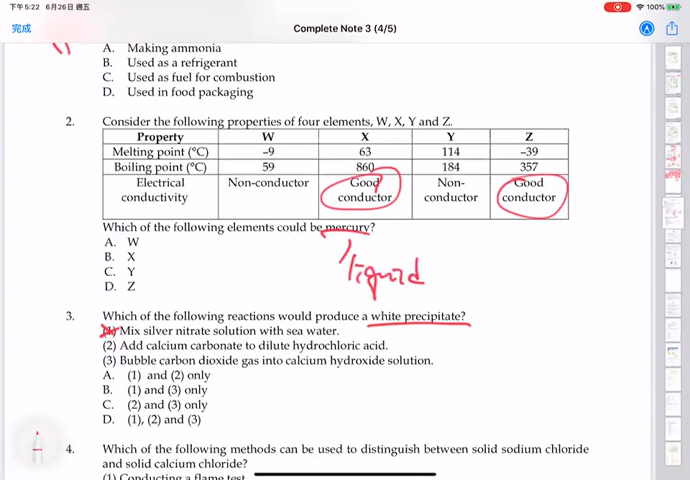 下午5:22 6月26日 週五
100%
完成
Complete Note 3 (4/5)
A. Making ammonia
B. Used as a refrigerant
C. Used as fuel for combustion
D. Used in food packaging
2. Consider the following properties of four elements, W, X, Y and Z.
Property W X Y Z
Melting point (°C) –9 63 114 –39
Boiling point (°C) 59 860 184 357
Electrical conductivity Non-conductor Good conductor Non-conductor Good conductor
Which of the following elements could be mercury?
A. W
B. X
C. Y
D. Z
liquid
3. Which of the following reactions would produce a white precipitate?
(1) Mix silver nitrate solution with sea water.
(2) Add calcium carbonate to dilute hydrochloric acid.
(3) Bubble carbon dioxide gas into calcium hydroxide solution.
A. (1) and (2) only
B. (1) and (3) only
C. (2) and (3) only
D. (1), (2) and (3)
4. Which of the following methods can be used to distinguish between solid sodium chloride
and solid calcium chloride?
(1) Conducting a flame test